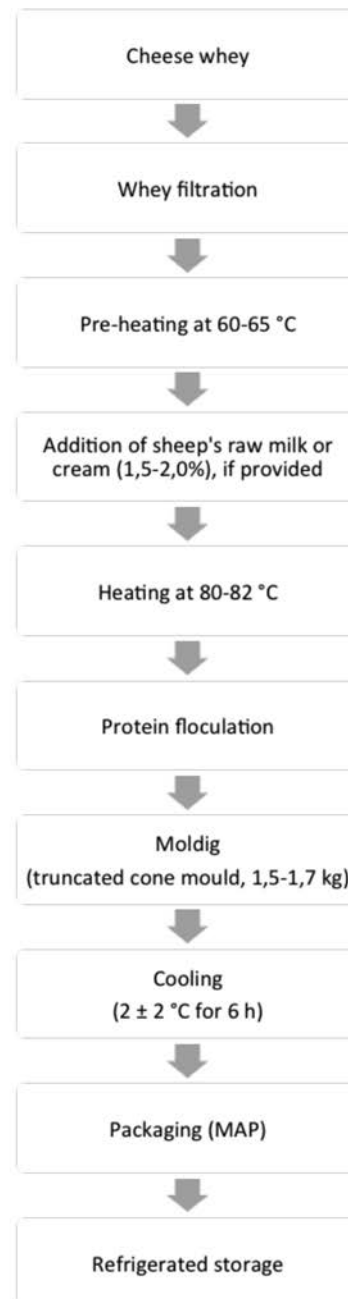 Cheese whey
Whey filtration
Pre-heating at 60-65 °C
Addition of sheep's raw milk or
cream (1,5-2,0%), if provided
Heating at 80-82 °C
Protein floculation
Moldig
(truncated cone mould, 1,5-1,7 kg)
Cooling
(2 ± 2 °C for 6 h)
Packaging (MAP)
Refrigerated storage